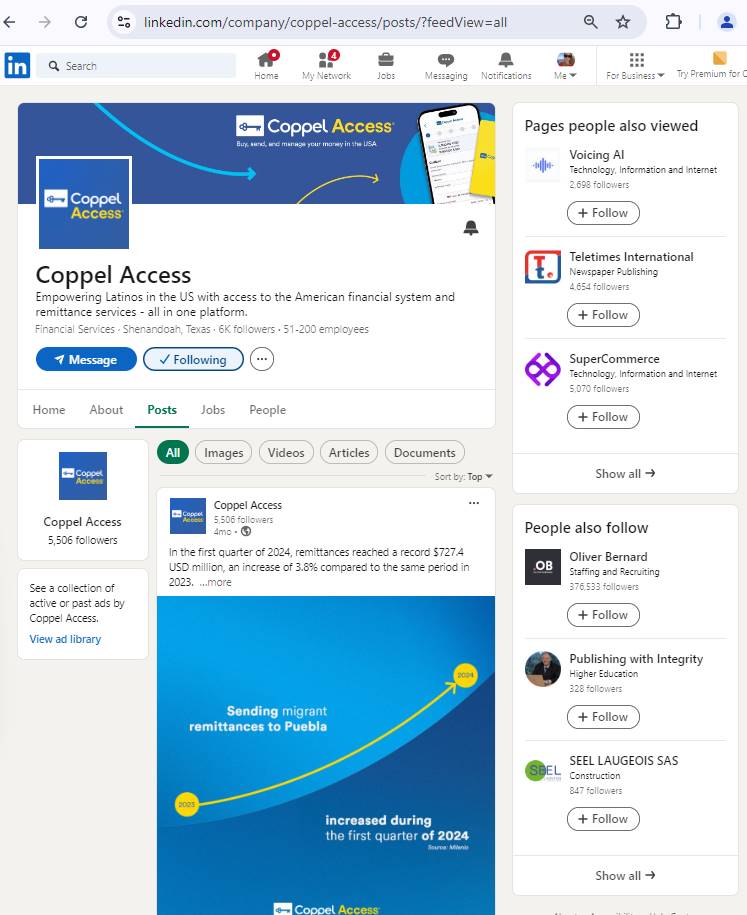 linkedin.com/company/coppel-access/posts/?feedView=all
in
Search
Home
4
My Network
Jobs
Messaging
Notifications
Me
For Business
Try Premium for
Coppel Access
Buy, send, and manage your money in the USA
Coppel
Access
Coppel Access
Empowering Latinos in the US with access to the American financial system and
remittance services - all in one platform.
Financial Services · Shenandoah, Texas · 6K followers · 51-200 employees
Message
Following
Home
About
Posts
Jobs
People
Coppel
Access
Coppel Access
5,506 followers
See a collection of
active or past ads by
Coppel Access.
View ad library
All
Images
Videos
Articles
Documents
Sort by: Top
Coppel
Access
Coppel Access
5,506 followers
4mo •
In the first quarter of 2024, remittances reached a record $727.4
USD million, an increase of 3.8% compared to the same period in
2023. ...more
2024
Sending migrant
remittances to Puebla
2023
increased during
the first quarter of 2024
Source: Milenio
Coppel Access
Pages people also viewed
Voicing AI
Technology, Information and Internet
2,698 followers
+ Follow
Teletimes International
Newspaper Publishing
4,654 followers
+ Follow
SuperCommerce
Technology, Information and Internet
5,070 followers
+ Follow
Show all →
People also follow
.OB
Oliver Bernard
Staffing and Recruiting
376,533 followers
+ Follow
Publishing with Integrity
Higher Education
328 followers
+ Follow
SEEL
SEEL LAUGEOIS SAS
Construction
847 followers
+ Follow
Show all →